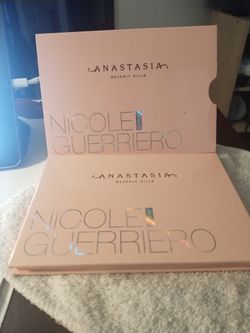 ANASTASIA
BEVERLY HILLS
NICOLE
GUERRIERO
ANASTASIA
BEVERLY HILLS
NICOLE
GUERRIERO